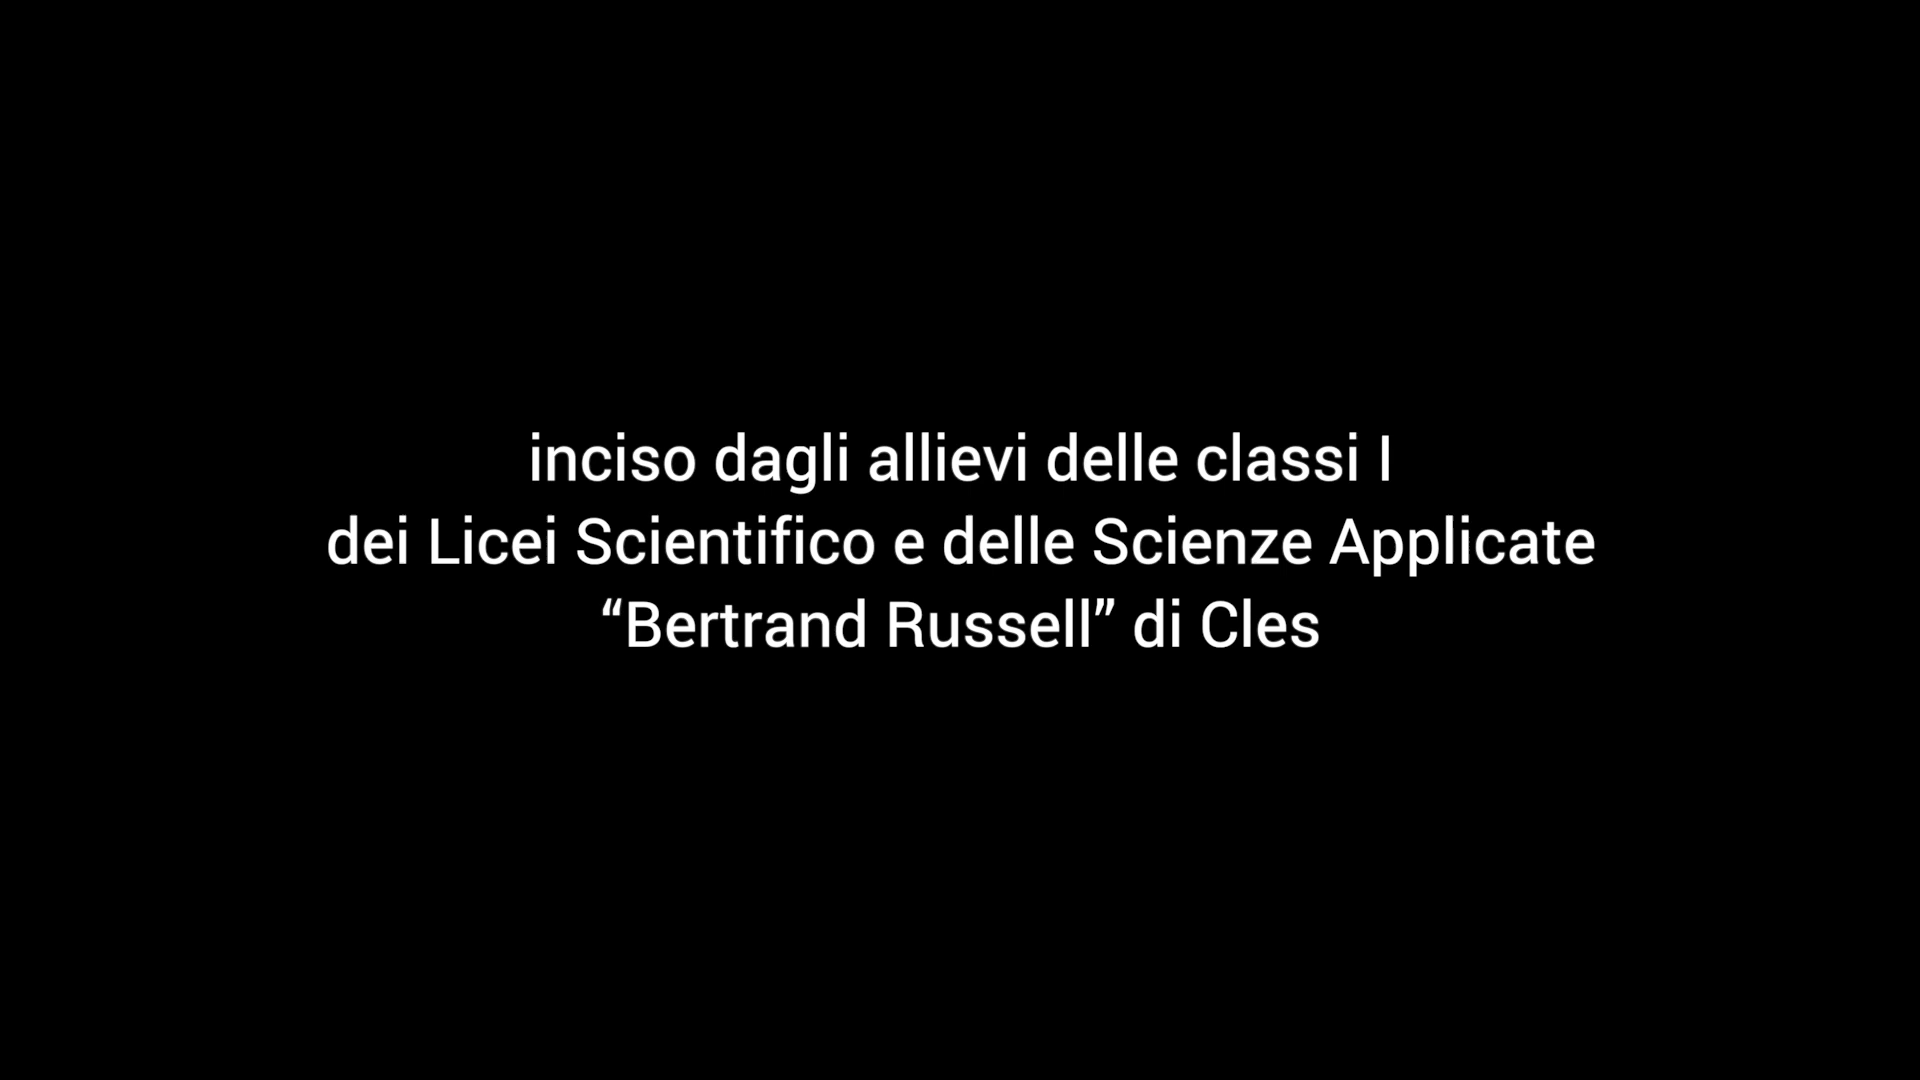 inciso dagli allievi delle classi I
dei Licei Scientifico e delle Scienze Applicate
“Bertrand Russell” di Cles